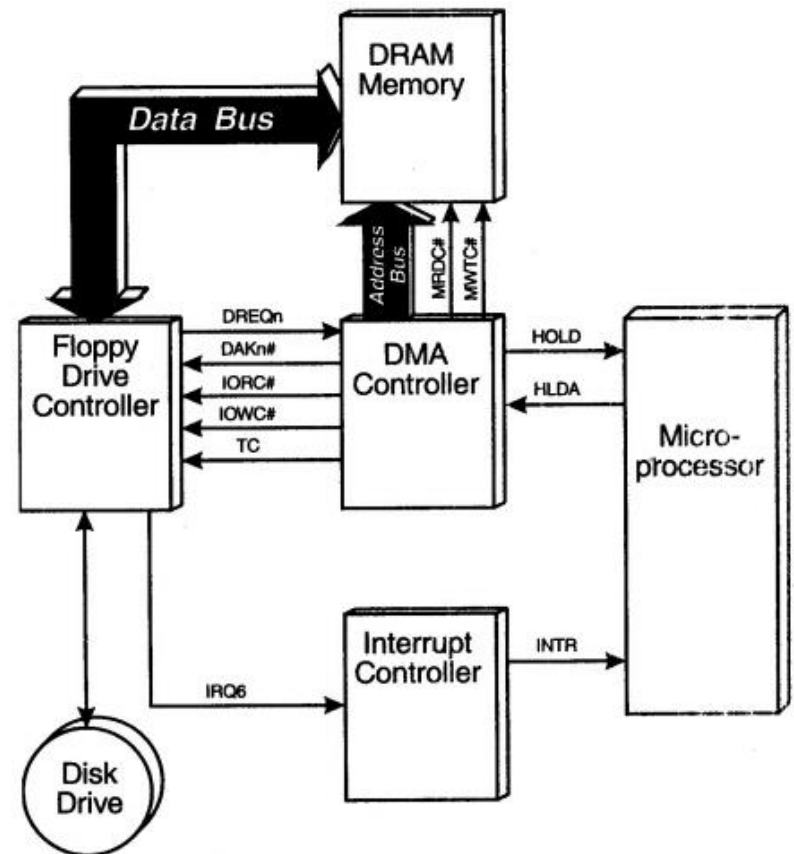 DRAM
Memory
Data Bus
Address
Bus
MRDC#
MWTC#
Floppy
Drive
Controller
DREQn
DAKn#
IORC#
IOWC#
TC
DMA
Controller
HOLD
HLDA
Micro-
processor
Interrupt
Controller
INTR
IRQ6
Disk
Drive